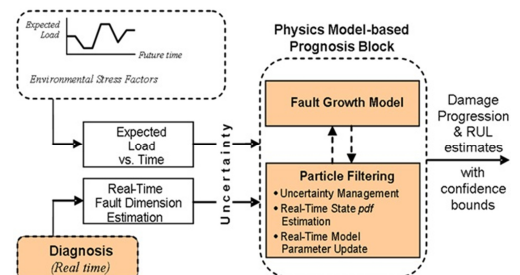 Expected
Load
Future time
Environmental Stress Factors
Expected
Load
vs. Time
Real-Time
Fault Dimension
Estimation
Diagnosis
(Real time)
Uncertainty
Physics Model-based
Prognosis Block
Fault Growth Model
Particle Filtering
• Uncertainty Management
• Real-Time State pdf
Estimation
• Real-Time Model
Parameter Update
Damage
Progression
& RUL
estimates
with
confidence
bounds